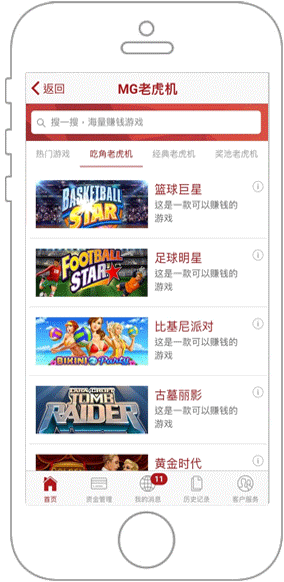 返回
MG老虎机
搜一搜,海量赚钱游戏
热门游戏 吃角老虎机 经典老虎机 奖池老虎机
BASKETBALL STAR
篮球巨星
这是一款可以赚钱的
游戏
FOOTBALL STAR
足球明星
这是一款可以赚钱的
游戏
BIKINI PARTY
比基尼派对
这是一款可以赚钱的
游戏
LARA CROFT
TOMB RAIDER
古墓丽影
这是一款可以赚钱的
游戏
黄金时代
11
首页 资金管理 我的消息 历史记录 客户服务